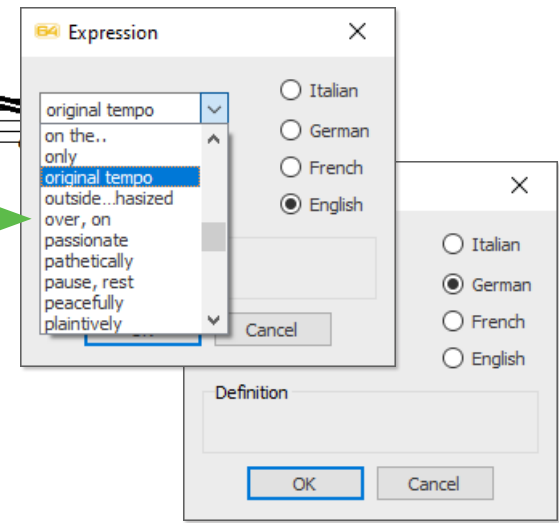 64 Expression
original tempo
on the..
only
original tempo
outside...hasized
over, on
passionate
pathetically
pause, rest
peacefully
plaintively
Italian
German
French
English
Cancel
Italian
German
French
English
Definition
OK
Cancel